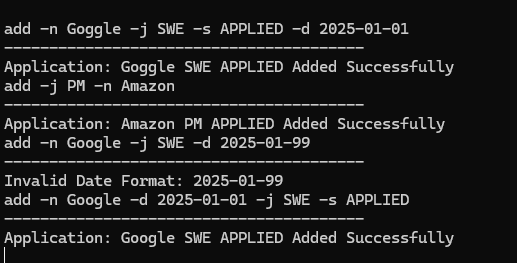 add -n Goggle -j SWE -s APPLIED -d 2025-01-01
----------------------------------------
Application: Goggle SWE APPLIED Added Successfully
add -j PM -n Amazon
----------------------------------------
Application: Amazon PM APPLIED Added Successfully
add -n Google -j SWE -d 2025-01-99
----------------------------------------
Invalid Date Format: 2025-01-99
add -n Google -d 2025-01-01 -j SWE -s APPLIED
----------------------------------------
Application: Google SWE APPLIED Added Successfully